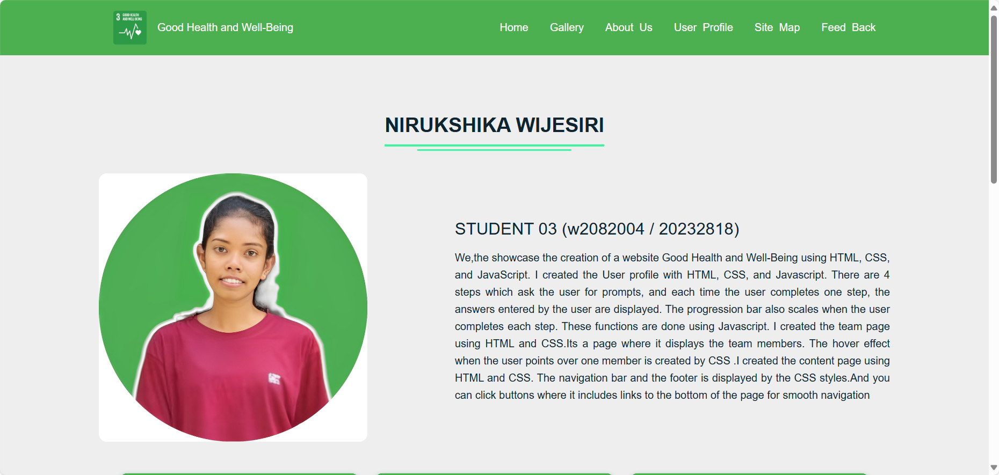 3 GOOD HEALTH
AND WELL-BEING
Good Health and Well-Being
Home Gallery About Us User Profile Site Map Feed Back
NIRUKSHIKA WIJESIRI
STUDENT 03 (w2082004 / 20232818)
We,the showcase the creation of a website Good Health and Well-Being using HTML, CSS,
and JavaScript. I created the User profile with HTML, CSS, and Javascript. There are 4
steps which ask the user for prompts, and each time the user completes one step, the
answers entered by the user are displayed. The progression bar also scales when the user
completes each step. These functions are done using Javascript. I created the team page
using HTML and CSS.Its a page where it displays the team members. The hover effect
when the user points over one member is created by CSS .I created the content page using
HTML and CSS. The navigation bar and the footer is displayed by the CSS styles.And you
can click buttons where it includes links to the bottom of the page for smooth navigation